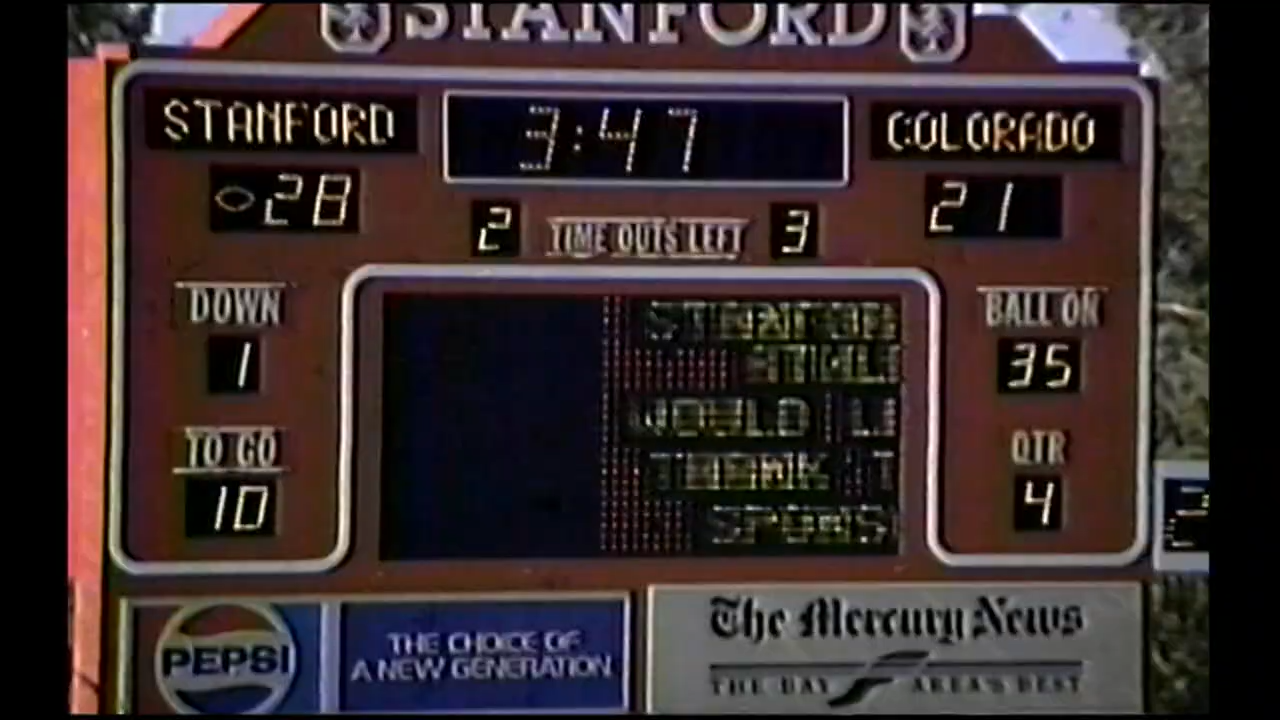 STANFORD
STANFORD 3:47 COLORADO
28 21
2 TIME OUTS LEFT 3
DOWN BALL ON
1 35
TO GO QTR
10 4
WOULD
PEPSI
THE CHOICE OF
A NEW GENERATION
The Mercury News
THE BAY AREA'S BEST